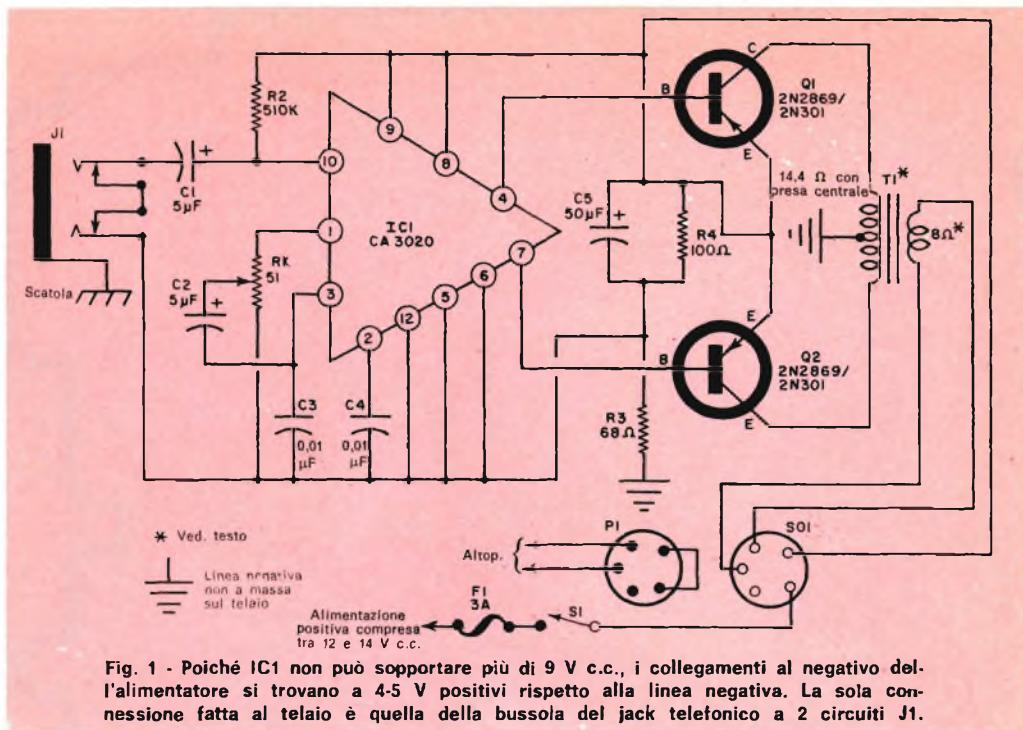 J1
Scatola
C1
5µF
+
R2
510K
10
1
3
2
12
5
6
7
4
8
9
IC1
CA 3020
RK
51
C2
5µF
+
C3
0,01
µF
C4
0,01
µF
C5
50µF
+
R4
100Ω
R3
68Ω
B
C
E
Q1
2N2869/
2N301
14,4 Ω con
presa centrale
T1*
8Ω*
B
E
E
Q2
2N2869/
2N301
* Ved. testo
Linea negativa
non a massa
sul telaio
P1
Altop.
SO1
F1
3A
S1
Alimentazione
positiva compresa
tra 12 e 14 V c.c.
Fig. 1 - Poiché IC1 non può sopportare più di 9 V c.c., i collegamenti al negativo del-
l'alimentatore si trovano a 4-5 V positivi rispetto alla linea negativa. La sola con-
nessione fatta al telaio è quella della bussola del jack telefonico a 2 circuiti J1.